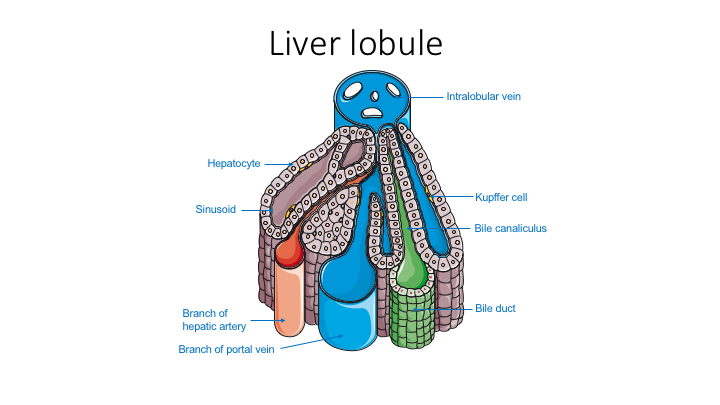 Liver lobule
Intralobular vein
Hepatocyte
Kupffer cell
Sinusoid
Bile canaliculus
Branch of
hepatic artery
Bile duct
Branch of portal vein